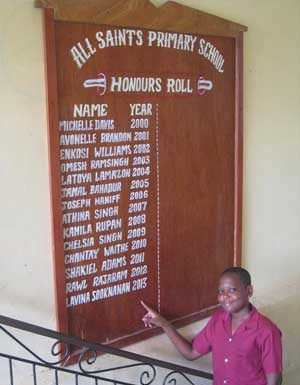 ALL SAINTS PRIMARY SCHOOL
HONOURS ROLL
NAME YEAR
MICHELLE DAVIS 2000
AVONELLE BRANDON 2001
ENKOSI WILLIAMS 2002
OMESH RAMSINGH 2003
LATOYA LAMAZON 2004
JAMAL BAHADUR 2005
JOSEPH HANIFF 2006
ATHINA SINGH 2007
KAMILA RUPAN 2008
CHELSIA SINGH 2009
CHANTAY WAITHE 2010
SHAKIEL ADAMS 2011
RAWL RAJARAM 2012
LAVINA SOOKNANAN 2013